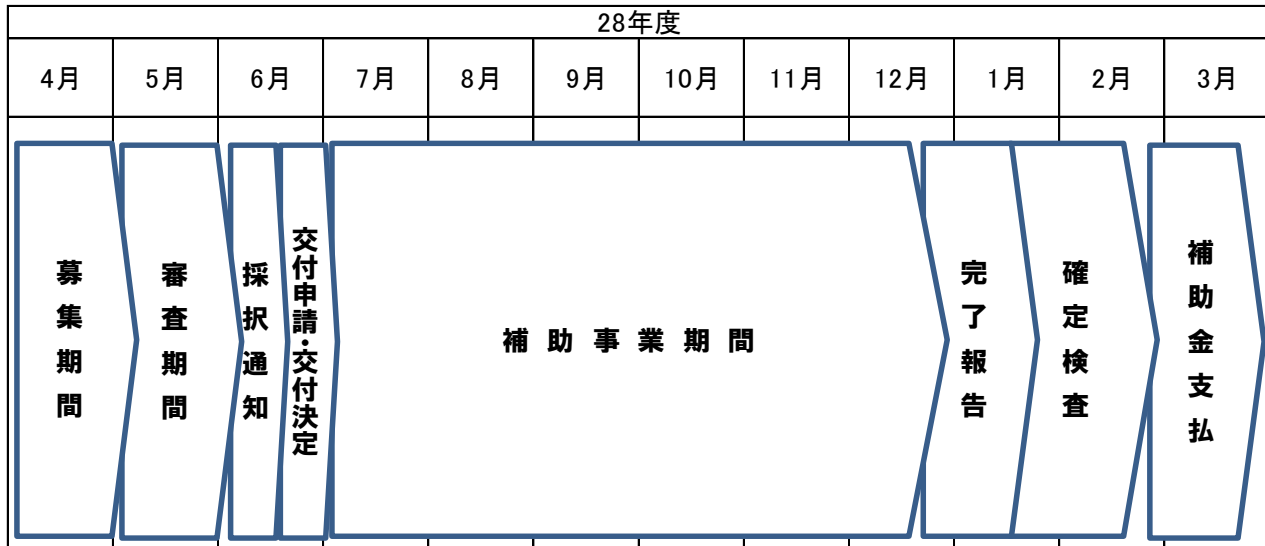 28年度
4月
5月
6月
7月
8月
9月
10月
11月
12月
1月
2月
3月
募集期間
審査期間
採択通知
交付申請・交付決定
補助事業期間
完了報告
確定検査
補助金支払